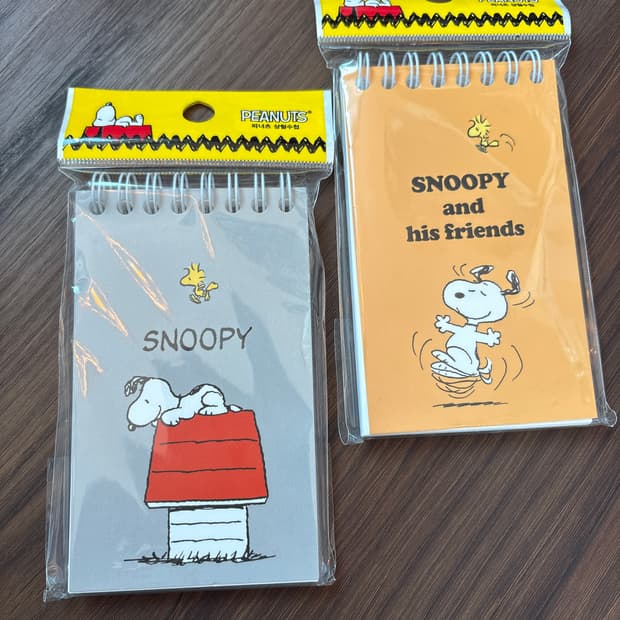 PEANUTS
피너츠 상철수첩
SNOOPY
SNOOPY
and
his friends